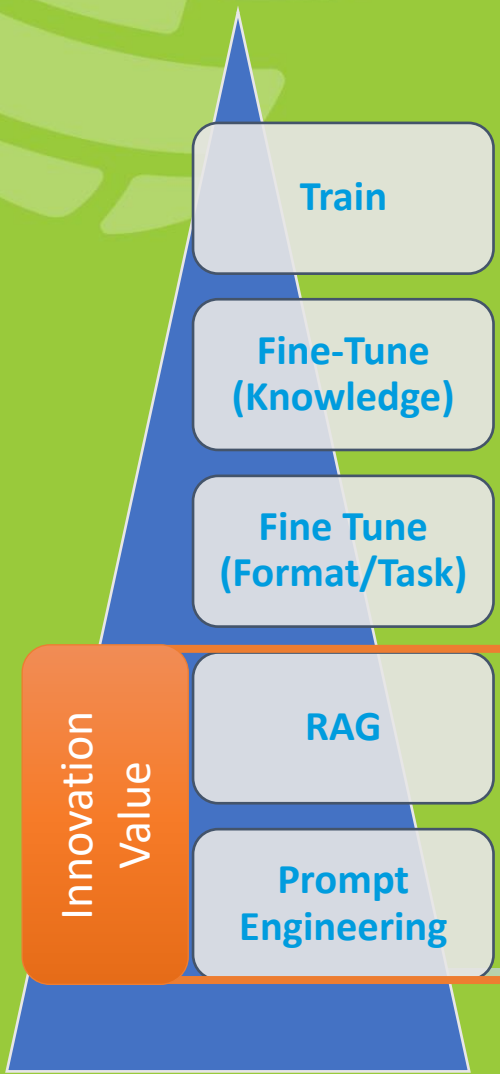 Train
Fine-Tune
(Knowledge)
Fine Tune
(Format/Task)
Innovation
Value
RAG
Prompt
Engineering